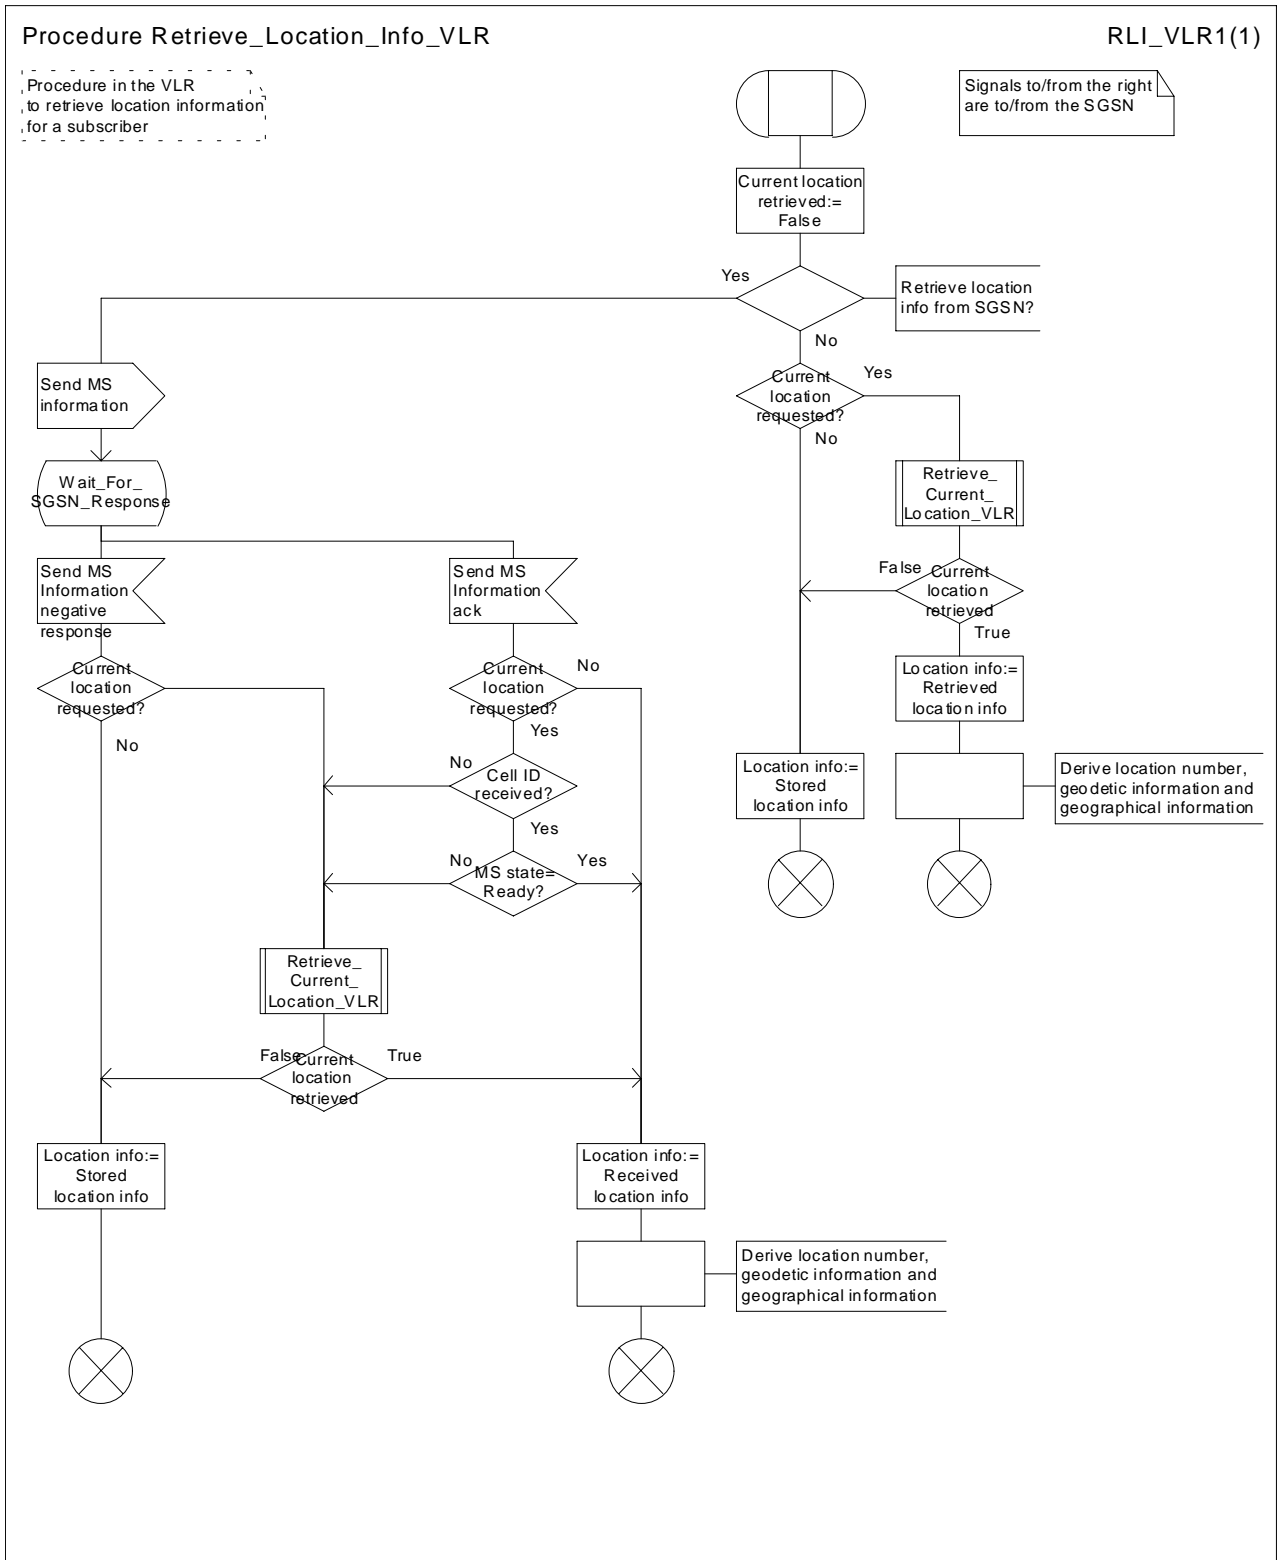 Procedure Retrieve_Location_Info_VLR
RLI_VLR1(1)
Procedure in the VLR
to retrieve location information
for a subscriber
Signals to/from the right
are to/from the SGSN
Current location
retrieved:=
False
Yes
Retrieve location
info from SGSN?
No
Send MS
information
Current
location
requested?
Yes
No
Wait_For_
SGSN_Response
Retrieve_
Current_
Location_VLR
Send MS
Information
negative
response
Send MS
Information
ack
False
Current
location
retrieved
True
Current
location
requested?
No
Current
location
requested?
No
Yes
Location info:=
Retrieved
location info
No
Cell ID
received?
Yes
Location info:=
Stored
location info
Derive location number,
geodetic information and
geographical information
No
MS state=
Ready?
Yes
Retrieve_
Current_
Location_VLR
False
Current
location
retrieved
True
Location info:=
Stored
location info
Location info:=
Received
location info
Derive location number,
geodetic information and
geographical information